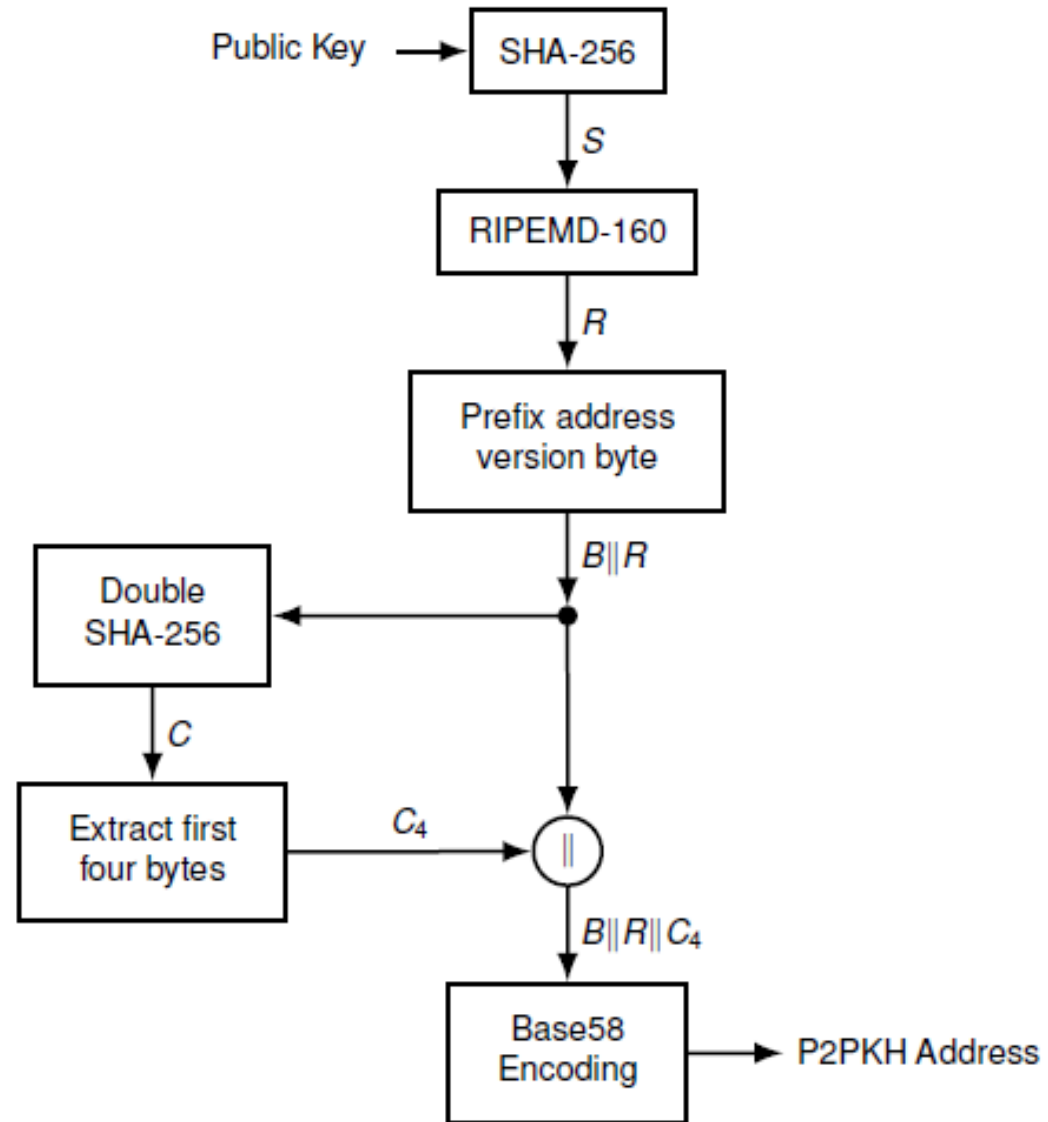 Public Key
SHA-256
S
RIPEMD-160
R
Prefix address
version byte
B||R
Double
SHA-256
C
Extract first
four bytes
C₄
||
B||R||C₄
Base58
Encoding
P2PKH Address